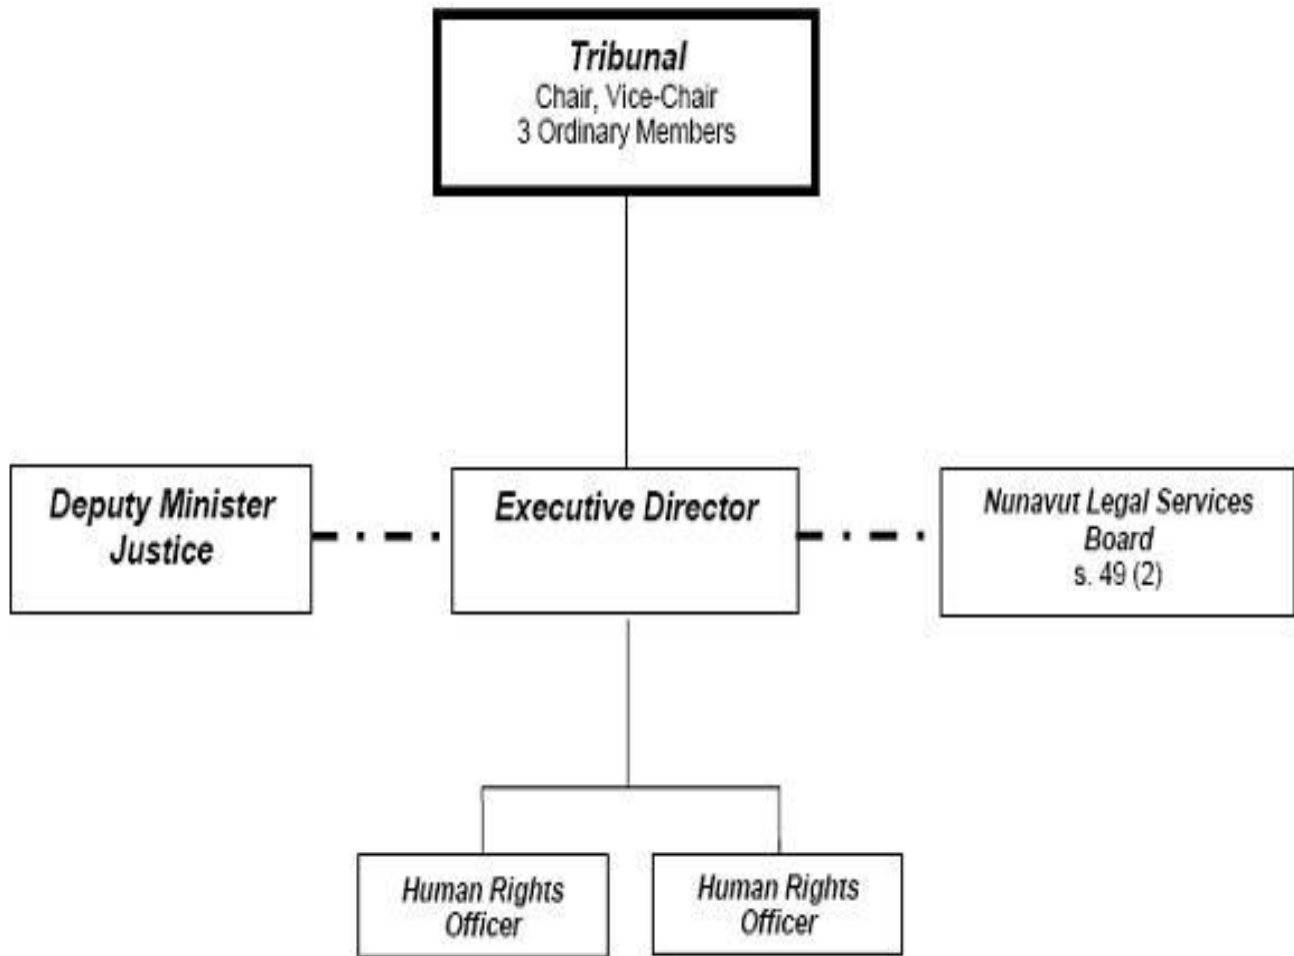 Tribunal
Chair, Vice-Chair
3 Ordinary Members
Deputy Minister
Justice
Executive Director
Nunavut Legal Services
Board
s. 49 (2)
Human Rights
Officer
Human Rights
Officer